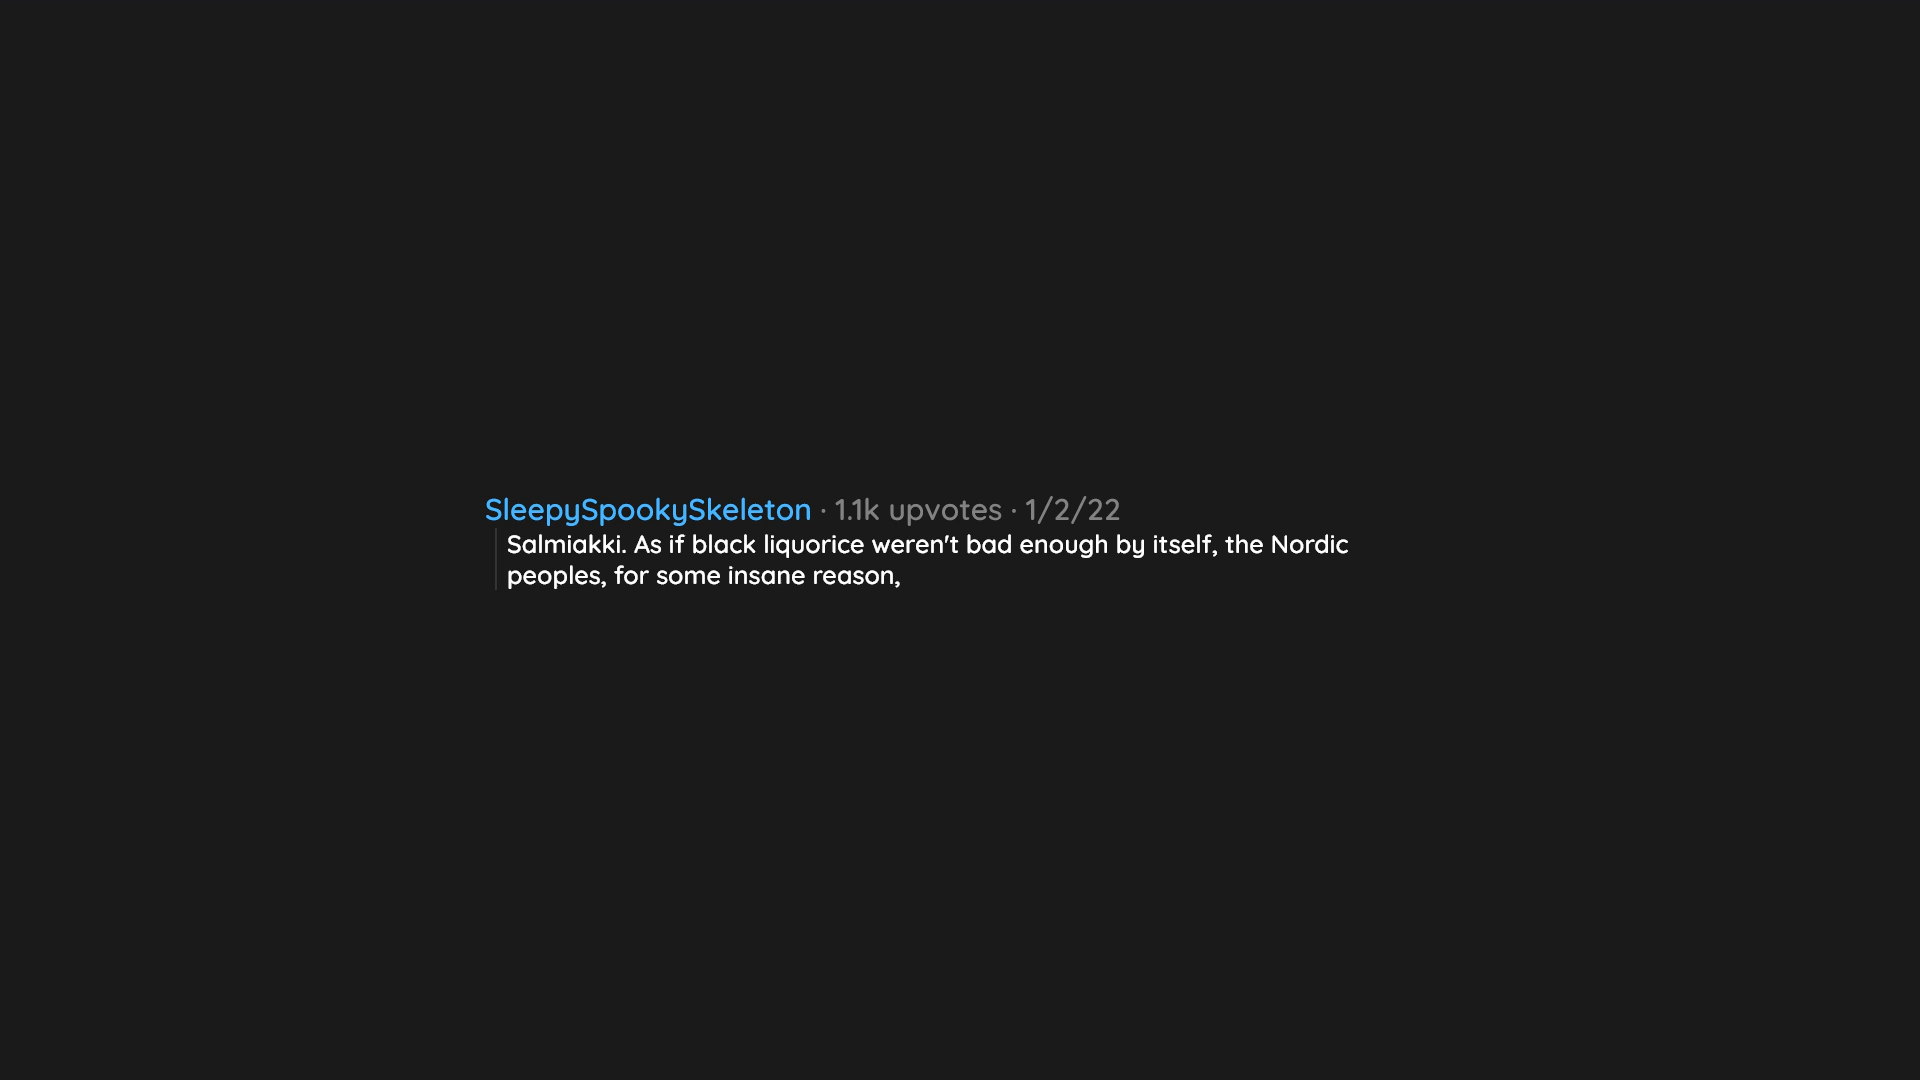 SleepySpookySkeleton · 1.1k upvotes · 1/2/22
Salmiakki. As if black liquorice weren't bad enough by itself, the Nordic
peoples, for some insane reason,